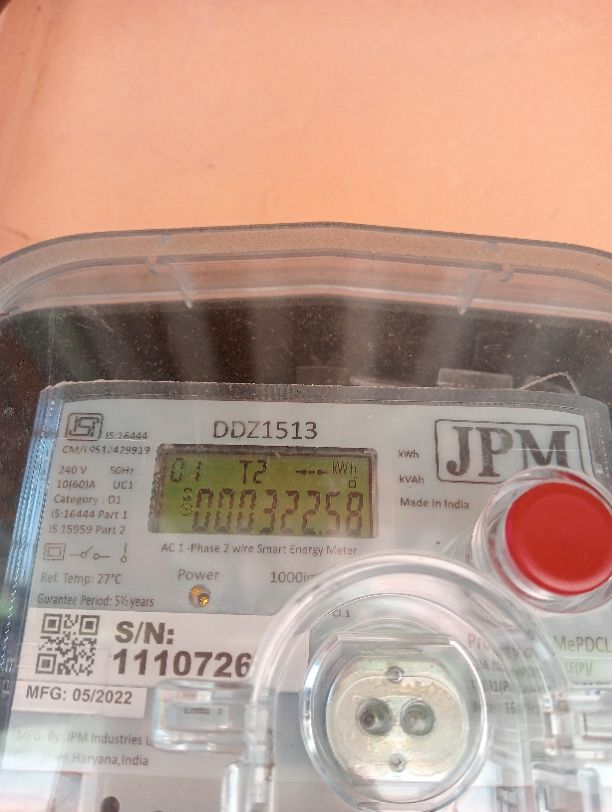 DDZ1513
JPM
IS:16444
CM/L9512429919
240 V 50Hz
10(60)A UC1
Category : D1
IS:16444 Part 1
IS 15959 Part 2
01 T2 kWh
00032258
kWh
kVAh
Made in India
AC 1 -Phase 2 wire Smart Energy Meter
Ref. Temp: 27°C
Power
Gurantee Period: 5½ years
S/N:
1110726
MFG: 05/2022
MePDCL
MFG. By: JPM Industries
Haryana,India